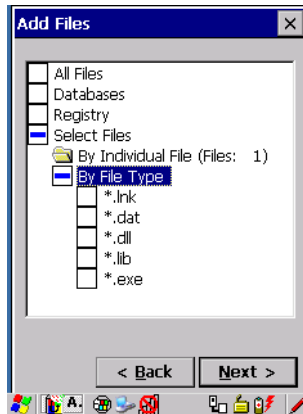 Add Files
All Files
Databases
Registry
Select Files
By Individual File (Files: 1)
By File Type
*.lnk
*.dat
*.dll
*.lib
*.exe
< Back Next >
A.